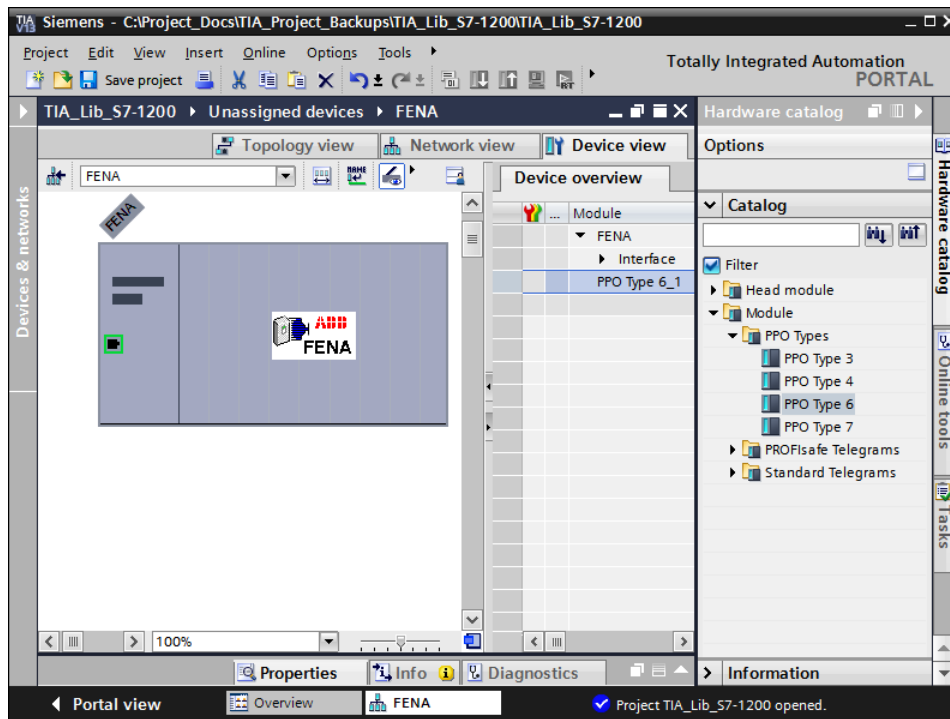 TIA V13 Siemens - C:\Project_Docs\TIA_Project_Backups\TIA_Lib_S7-1200\TIA_Lib_S7-1200
Project Edit View Insert Online Options Tools
Save project
Totally Integrated Automation
PORTAL
TIA_Lib_S7-1200 Unassigned devices FENA
Topology view Network view Device view
FENA
FENA
ABB
FENA
100%
Device overview
... Module
FENA
Interface
PPO Type 6_1
Hardware catalog
Options
Catalog
Filter
Head module
Module
PPO Types
PPO Type 3
PPO Type 4
PPO Type 6
PPO Type 7
PROFIsafe Telegrams
Standard Telegrams
Information
Devices & networks
Hardware catalog
Online tools
Tasks
Properties Info Diagnostics
Portal view Overview FENA Project TIA_Lib_S7-1200 opened.